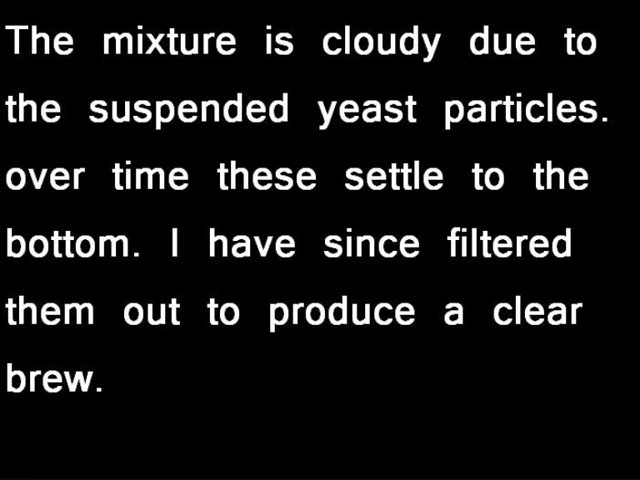 The mixture is cloudy due to
the suspended yeast particles.
over time these settle to the
bottom. I have since filtered
them out to produce a clear
brew.